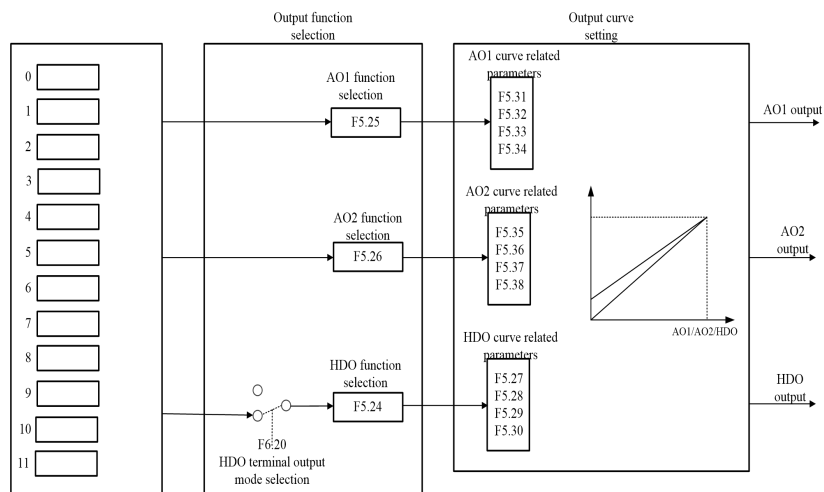 Output function
selection
Output curve
setting
0
1
2
3
4
5
6
7
8
9
10
11
AO1 function
selection
F5.25
AO2 function
selection
F5.26
HDO function
selection
F5.24
F6.20
HDO terminal output
mode selection
AO1 curve related
parameters
F5.31
F5.32
F5.33
F5.34
AO2 curve related
parameters
F5.35
F5.36
F5.37
F5.38
HDO curve related
parameters
F5.27
F5.28
F5.29
F5.30
AO1/AO2/HDO
AO1 output
AO2
output
HDO
output